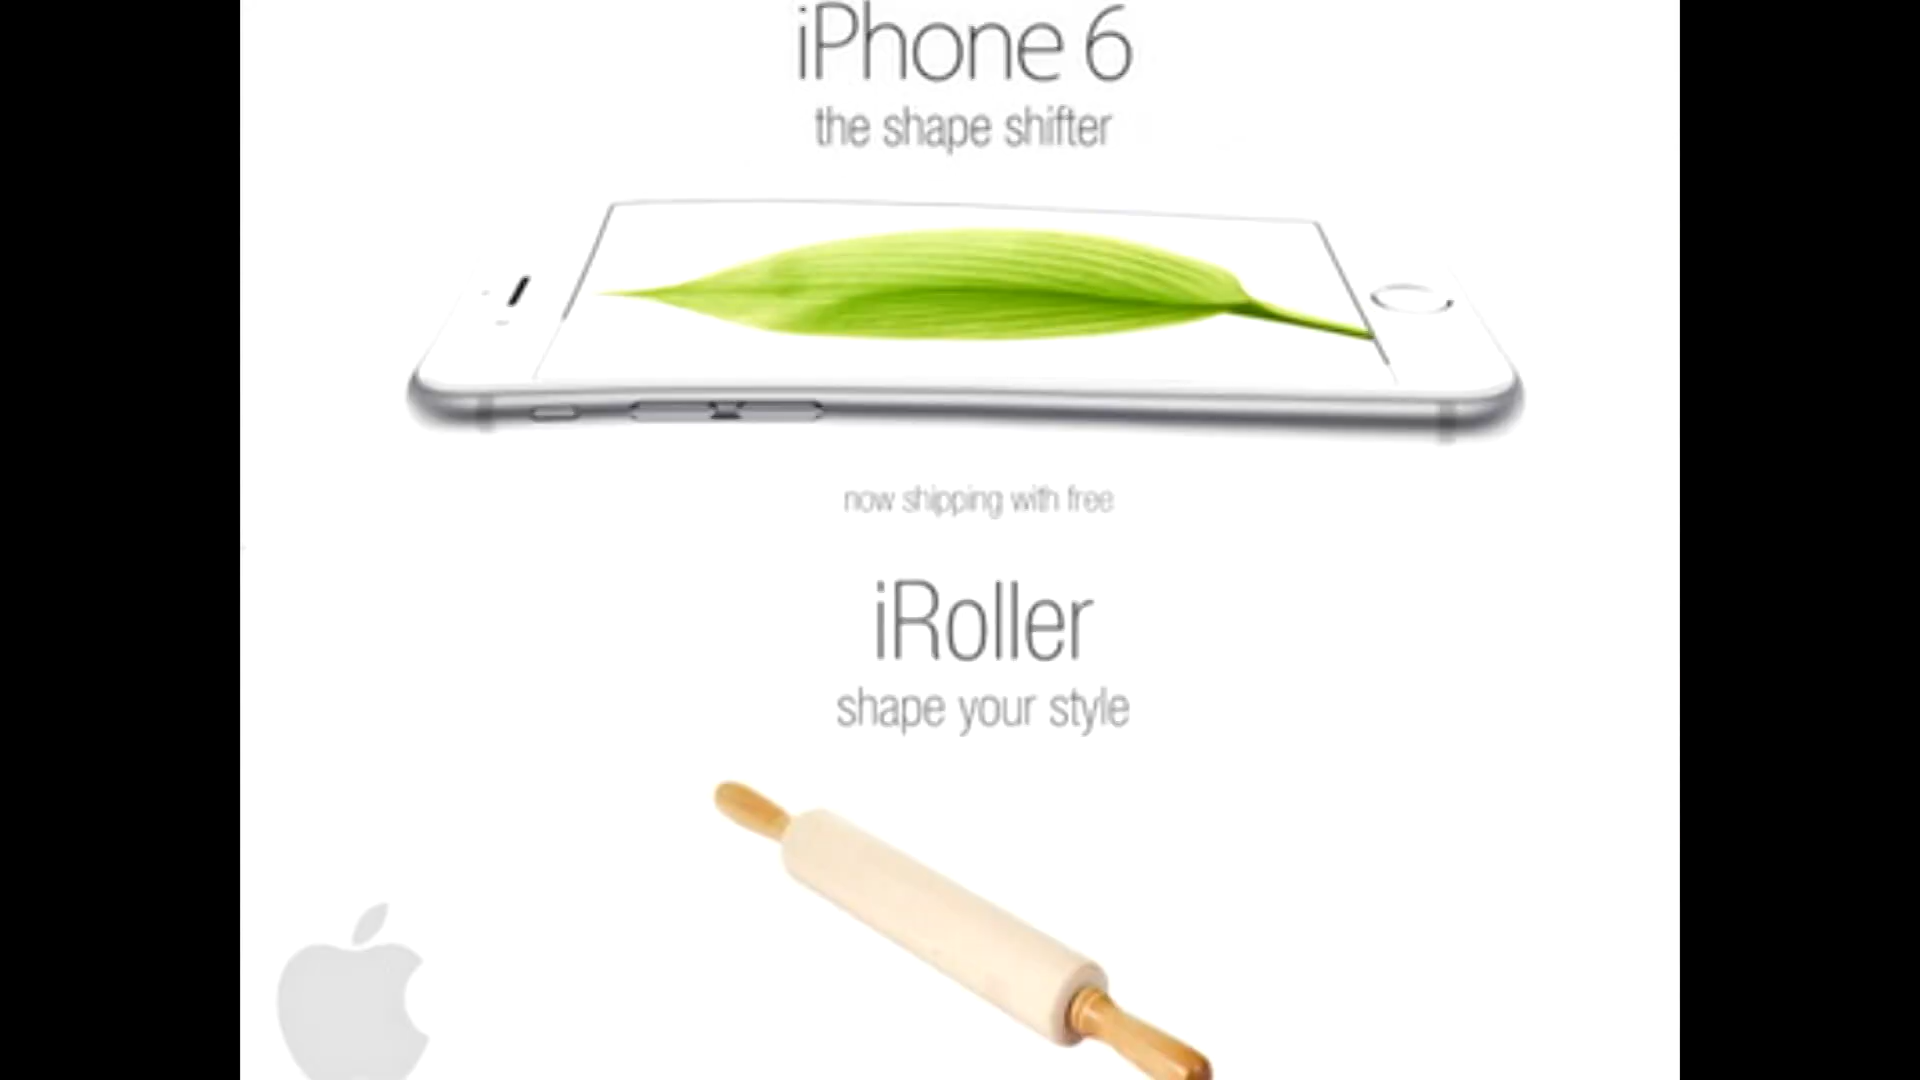 iPhone 6
the shape shifter
now shipping with free
iRoller
shape your style